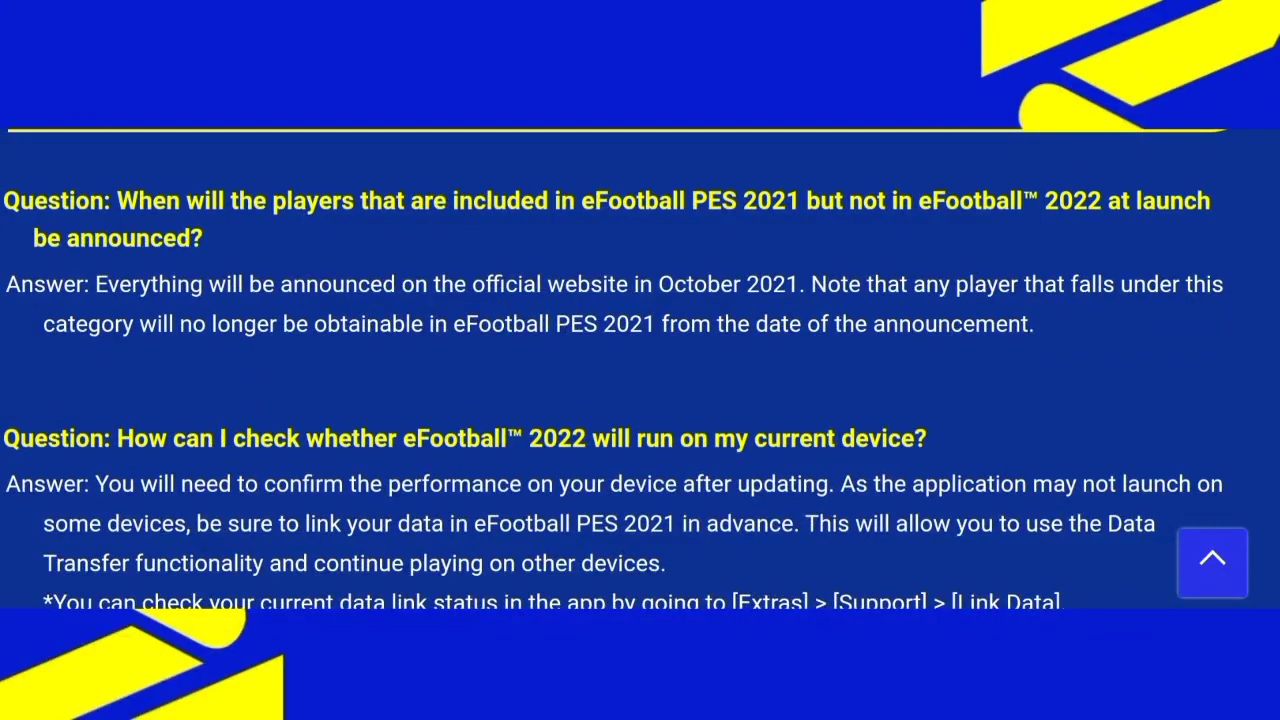 Question: When will the players that are included in eFootball PES 2021 but not in eFootball™ 2022 at launch
be announced?
Answer: Everything will be announced on the official website in October 2021. Note that any player that falls under this
category will no longer be obtainable in eFootball PES 2021 from the date of the announcement.
Question: How can I check whether eFootball™ 2022 will run on my current device?
Answer: You will need to confirm the performance on your device after updating. As the application may not launch on
some devices, be sure to link your data in eFootball PES 2021 in advance. This will allow you to use the Data
Transfer functionality and continue playing on other devices.
*You can check your current data link status in the app by going to [Extras] > [Support] > [Link Data].